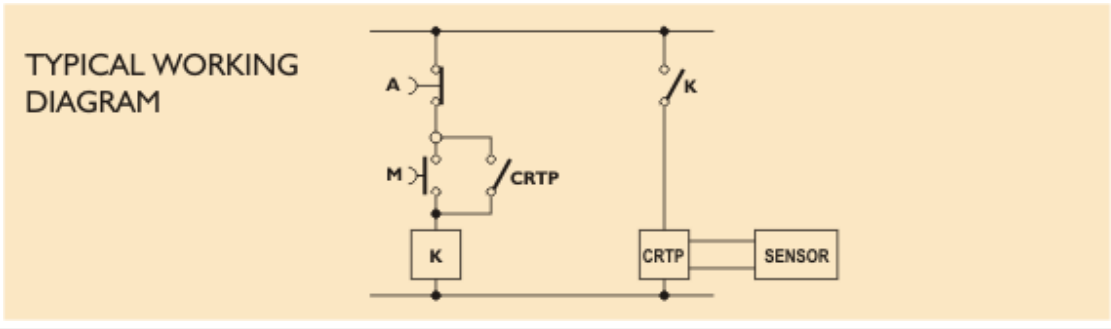 TYPICAL WORKING
DIAGRAM
A
K
M
CRTP
K
CRTP
SENSOR